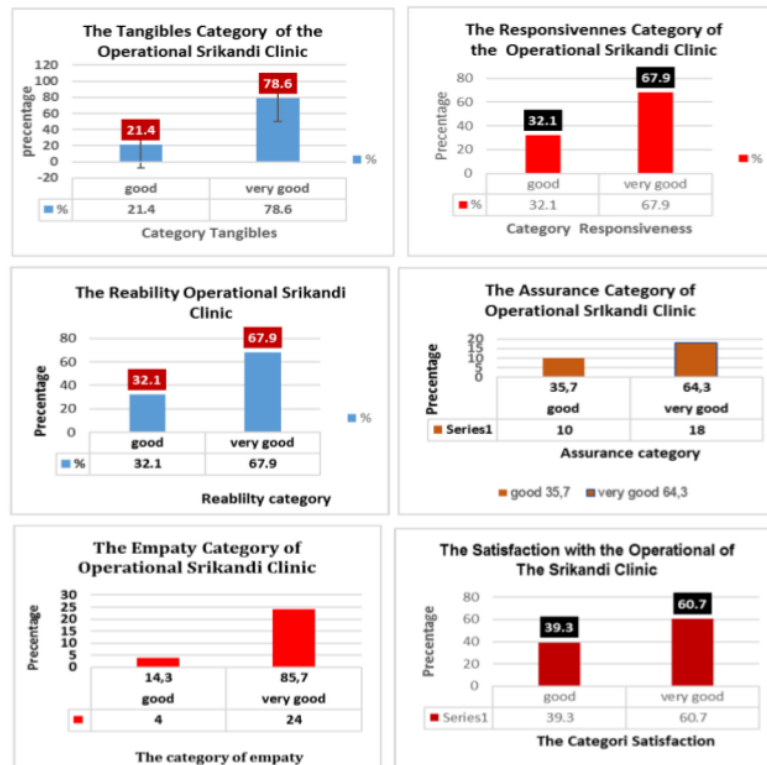 The Tangibles Category of the
Operational Srikandi Clinic
precentage
120
100
80
60
40
20
0
-20
21.4
78.6
%
good
very good
% 21.4 78.6
Category Tangibles
The Responsivennes Category of
the Operational Srikandi Clinic
Precentage
80
60
40
20
0
32.1
67.9
%
good
very good
% 32.1 67.9
Category Responsiveness
The Reability Operational Srikandi
Clinic
Precentage
80
60
40
20
0
32.1
67.9
%
good
very good
% 32.1 67.9
Reablilty category
The Assurance Category of
Operational SrIkandi Clinic
Precentage
20
15
10
5
0
35,7 64,3
good very good
Series1 10 18
Assurance category
good 35,7 very good 64,3
The Empaty Category of
Operational Srikandi Clinic
Precentage
30
25
20
15
10
5
0
14,3 85,7
good very good
4 24
The category of empaty
The Satisfaction with the Operational of
The Srikandi Clinic
Precentage
80
60
40
20
0
39.3
60.7
good very good
Series1 39.3 60.7
The Categori Satisfaction